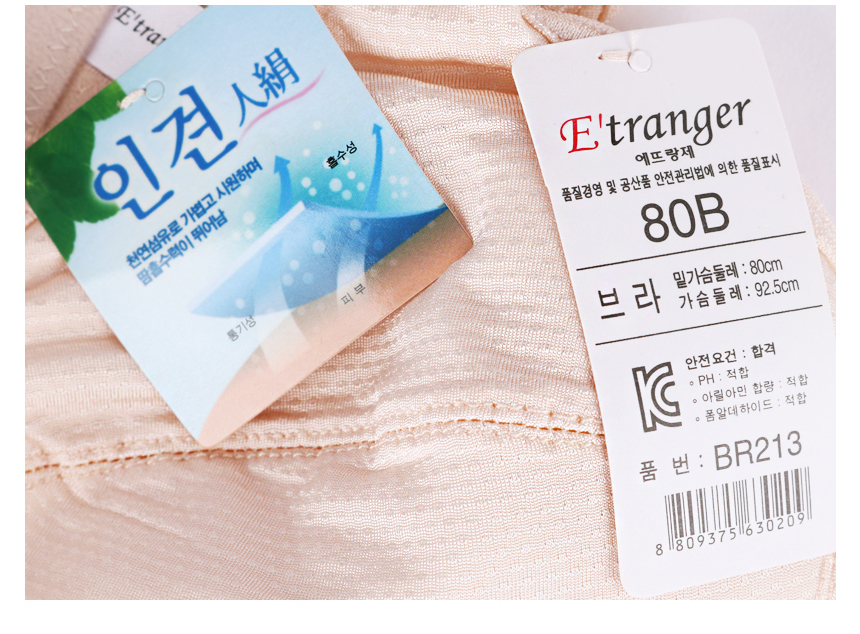 E'tra
인견 人絹
천연섬유로 가볍고 시원하며
땀흡수력이 뛰어남
흡수성
통기성
피부
E'tranger
에뜨랑제
품질경영 및 공산품 안전관리법에 의한 품질표시
80B
브라
밑가슴둘레 : 80cm
가슴둘레 : 92.5cm
안전요건 : 합격
PH : 적합
아릴아민 합량 : 적합
폼알데하이드 : 적합
품 번 : BR213
8 809375 630209